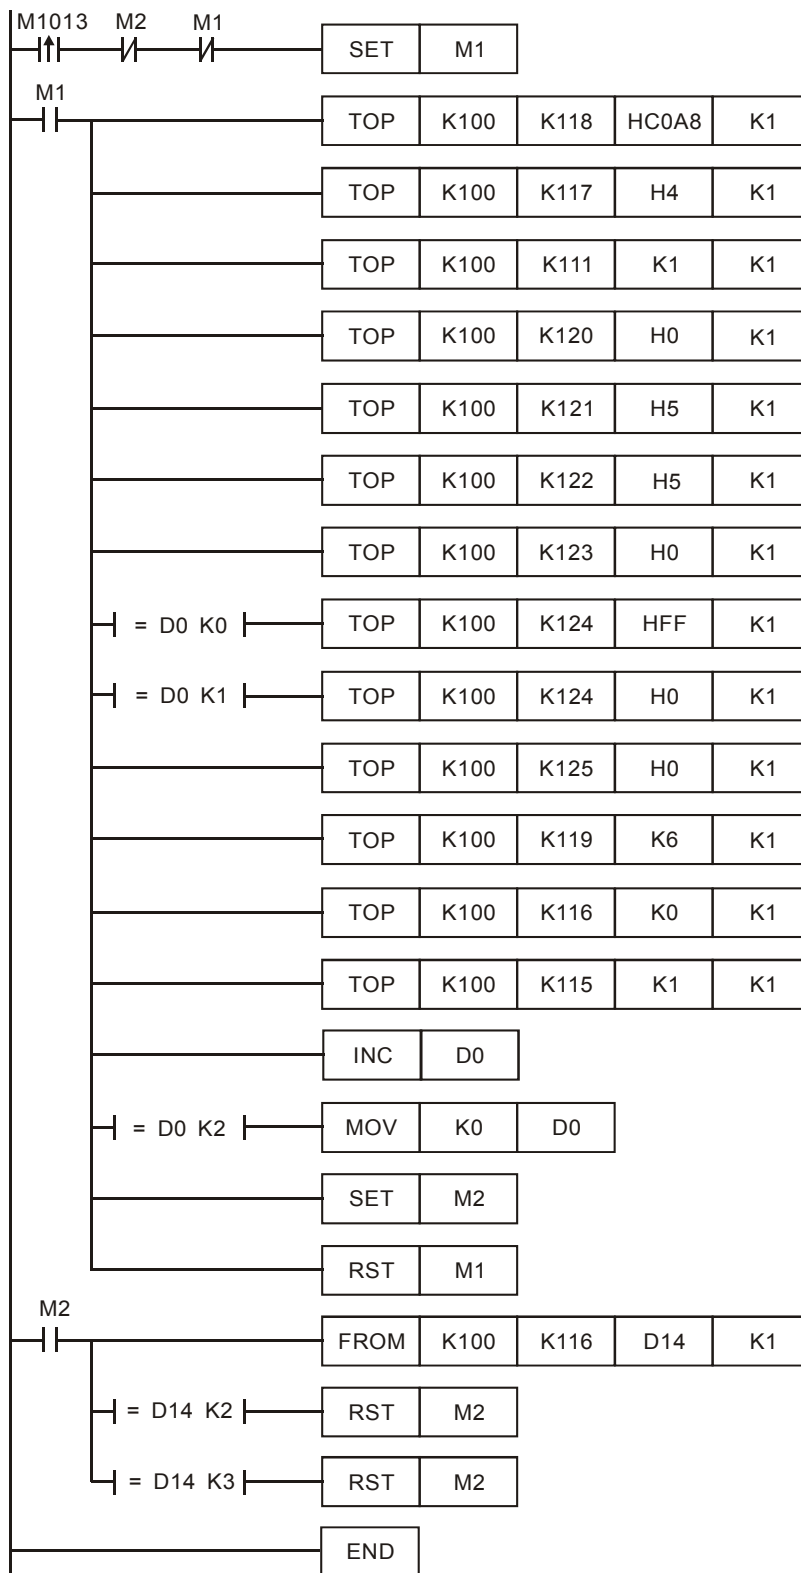 M1013 M2 M1
SET M1
M1
TOP K100 K118 HC0A8 K1
TOP K100 K117 H4 K1
TOP K100 K111 K1 K1
TOP K100 K120 H0 K1
TOP K100 K121 H5 K1
TOP K100 K122 H5 K1
TOP K100 K123 H0 K1
= D0 K0 TOP K100 K124 HFF K1
= D0 K1 TOP K100 K124 H0 K1
TOP K100 K125 H0 K1
TOP K100 K119 K6 K1
TOP K100 K116 K0 K1
TOP K100 K115 K1 K1
INC D0
= D0 K2 MOV K0 D0
SET M2
RST M1
M2
FROM K100 K116 D14 K1
= D14 K2 RST M2
= D14 K3 RST M2
END